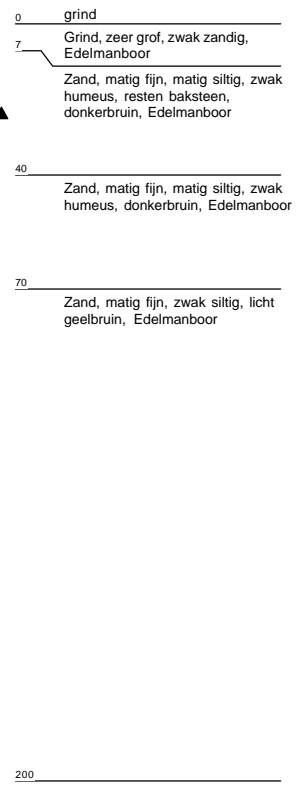 0 grind
Grind, zeer grof, zwak zandig,
7 Edelmanboor
Zand, matig fijn, matig siltig, zwak
humeus, resten baksteen,
donkerbruin, Edelmanboor
40
Zand, matig fijn, matig siltig, zwak
humeus, donkerbruin, Edelmanboor
70
Zand, matig fijn, zwak siltig, licht
geelbruin, Edelmanboor
200